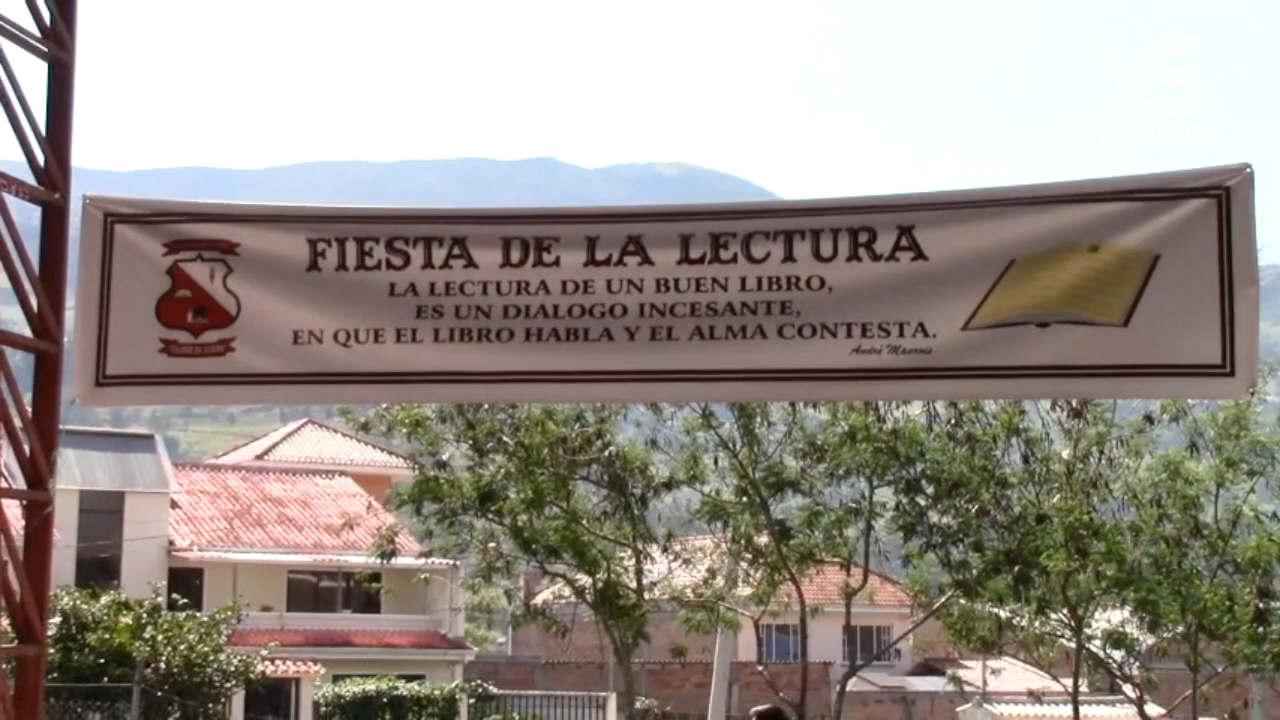 FIESTA DE LA LECTURA
LA LECTURA DE UN BUEN LIBRO,
ES UN DIALOGO INCESANTE,
EN QUE EL LIBRO HABLA Y EL ALMA CONTESTA.
André Maurois
VS